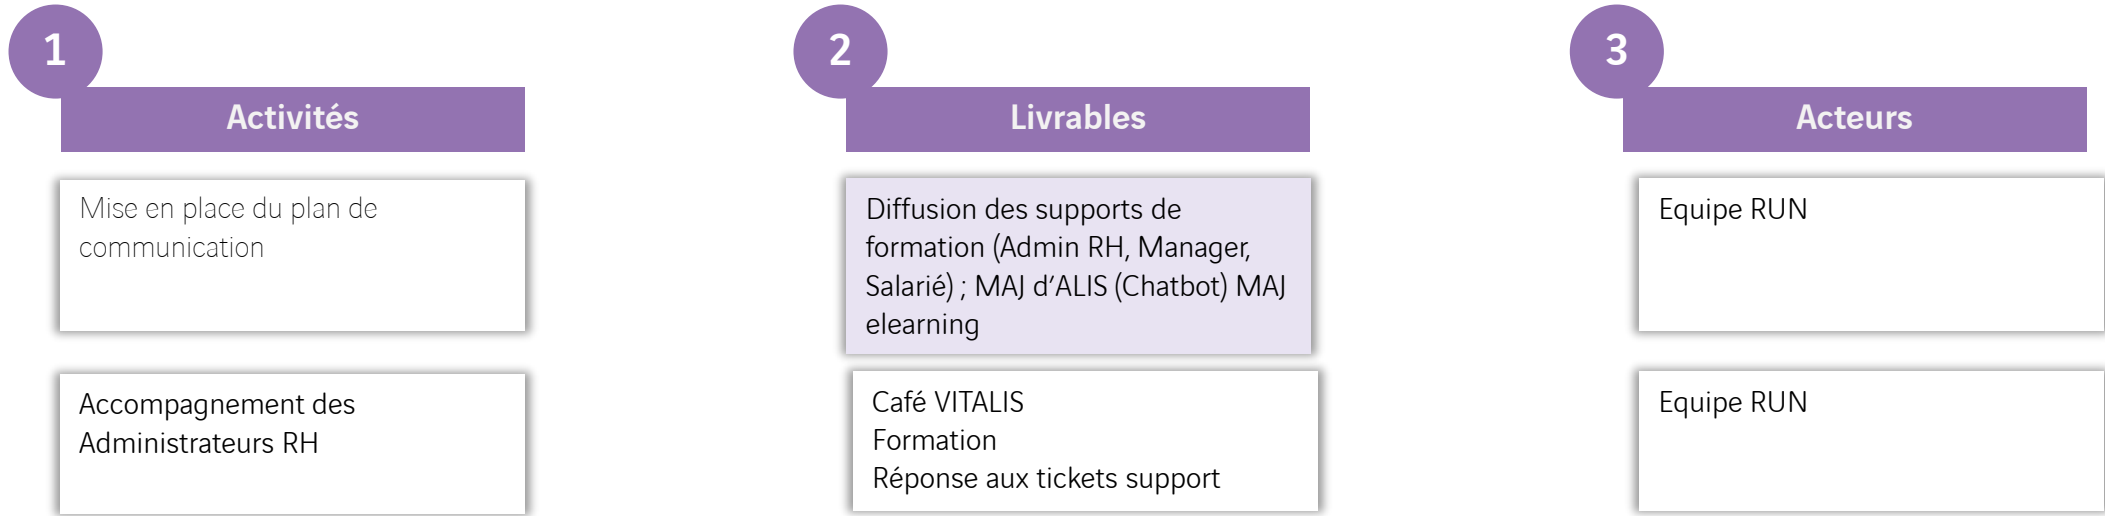 1
Activités
Mise en place du plan de
communication
Accompagnement des
Administrateurs RH
2
Livrables
Diffusion des supports de
formation (Admin RH, Manager,
Salarié) ; MAJ d’ALIS (Chatbot) MAJ
elearning
Café VITALIS
Formation
Réponse aux tickets support
3
Acteurs
Equipe RUN
Equipe RUN